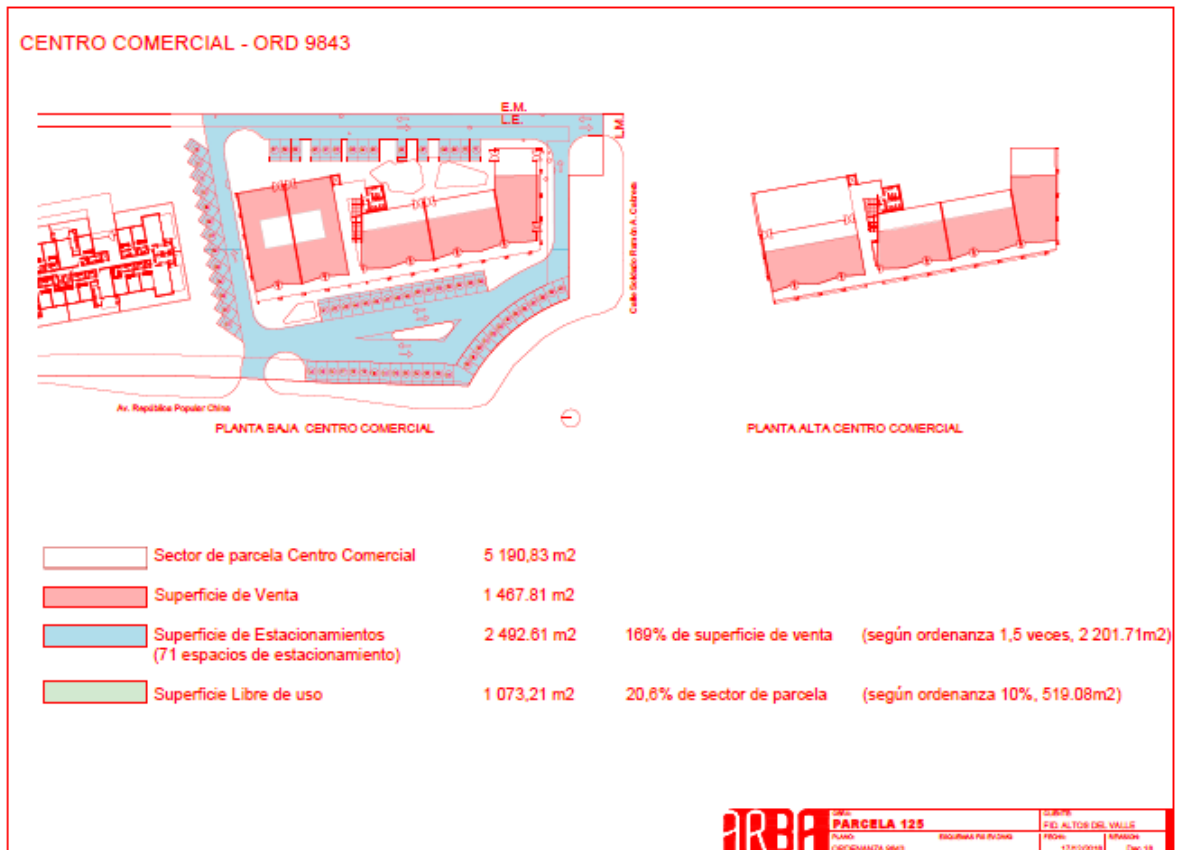 CENTRO COMERCIAL - ORD 9843
E.M.
L.E.
L.M.
Av. República Popular China
PLANTA BAJA CENTRO COMERCIAL
PLANTA ALTA CENTRO COMERCIAL
Sector de parcela Centro Comercial 5 190,83 m2
Superficie de Venta 1 467.81 m2
Superficie de Estacionamientos 2 492.61 m2 169% de superficie de venta (según ordenanza 1,5 veces, 2 201.71m2)
(71 espacios de estacionamiento)
Superficie Libre de uso 1 073,21 m2 20,6% de sector de parcela (según ordenanza 10%, 519.08m2)
ARBA
PARCELA 125
FID. ALTOS DEL VALLE